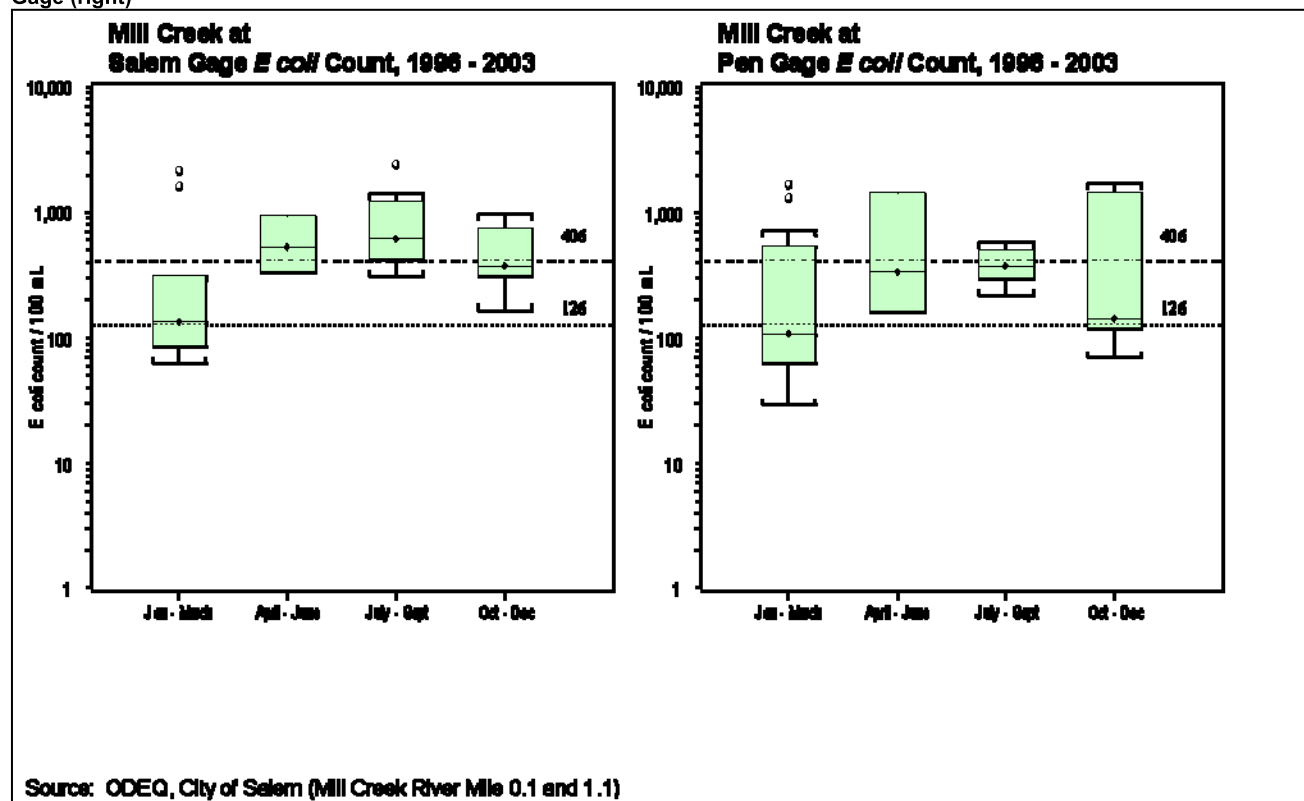 Gage (right)
Mill Creek at
Salem Gage E coli Count, 1996 - 2003
10,000
1,000
100
10
1
E coli count / 100 mL
406
126
Jan - March
April - June
July - Sept
Oct - Dec
Mill Creek at
Pen Gage E coli Count, 1996 - 2003
10,000
1,000
100
10
1
E coli count / 100 mL
406
126
Jan - March
April - June
July - Sept
Oct - Dec
Source: ODEQ, City of Salem (Mill Creek River Mile 0.1 and 1.1)